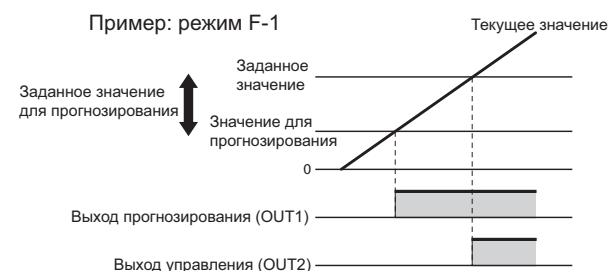 Пример: режим F-1
Текущее значение
Заданное
значение
Заданное значение
для прогнозирования
Значение для
прогнозирования
0
Выход прогнозирования (OUT1)
Выход управления (OUT2)